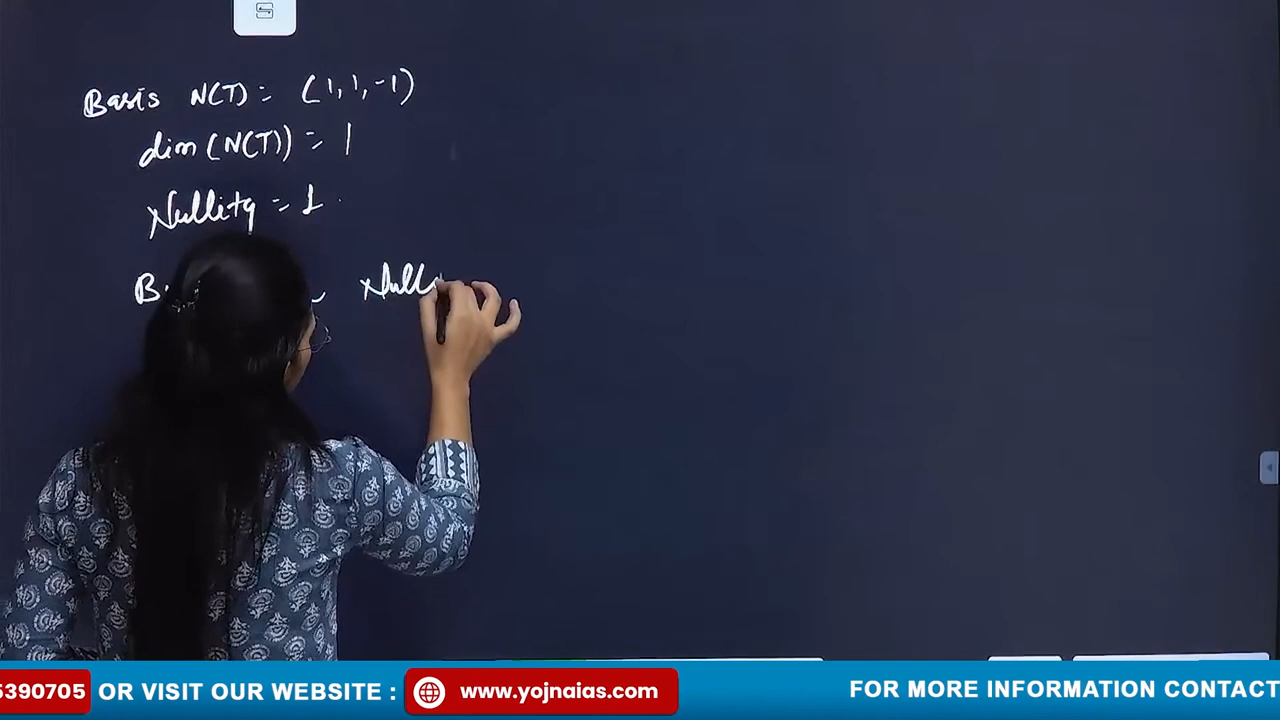 Basis N(T) = (1, 1, -1)
dim (N(T)) = 1
Nullity = 1.
5390705 OR VISIT OUR WEBSITE : www.yojnaias.com FOR MORE INFORMATION CONTACT